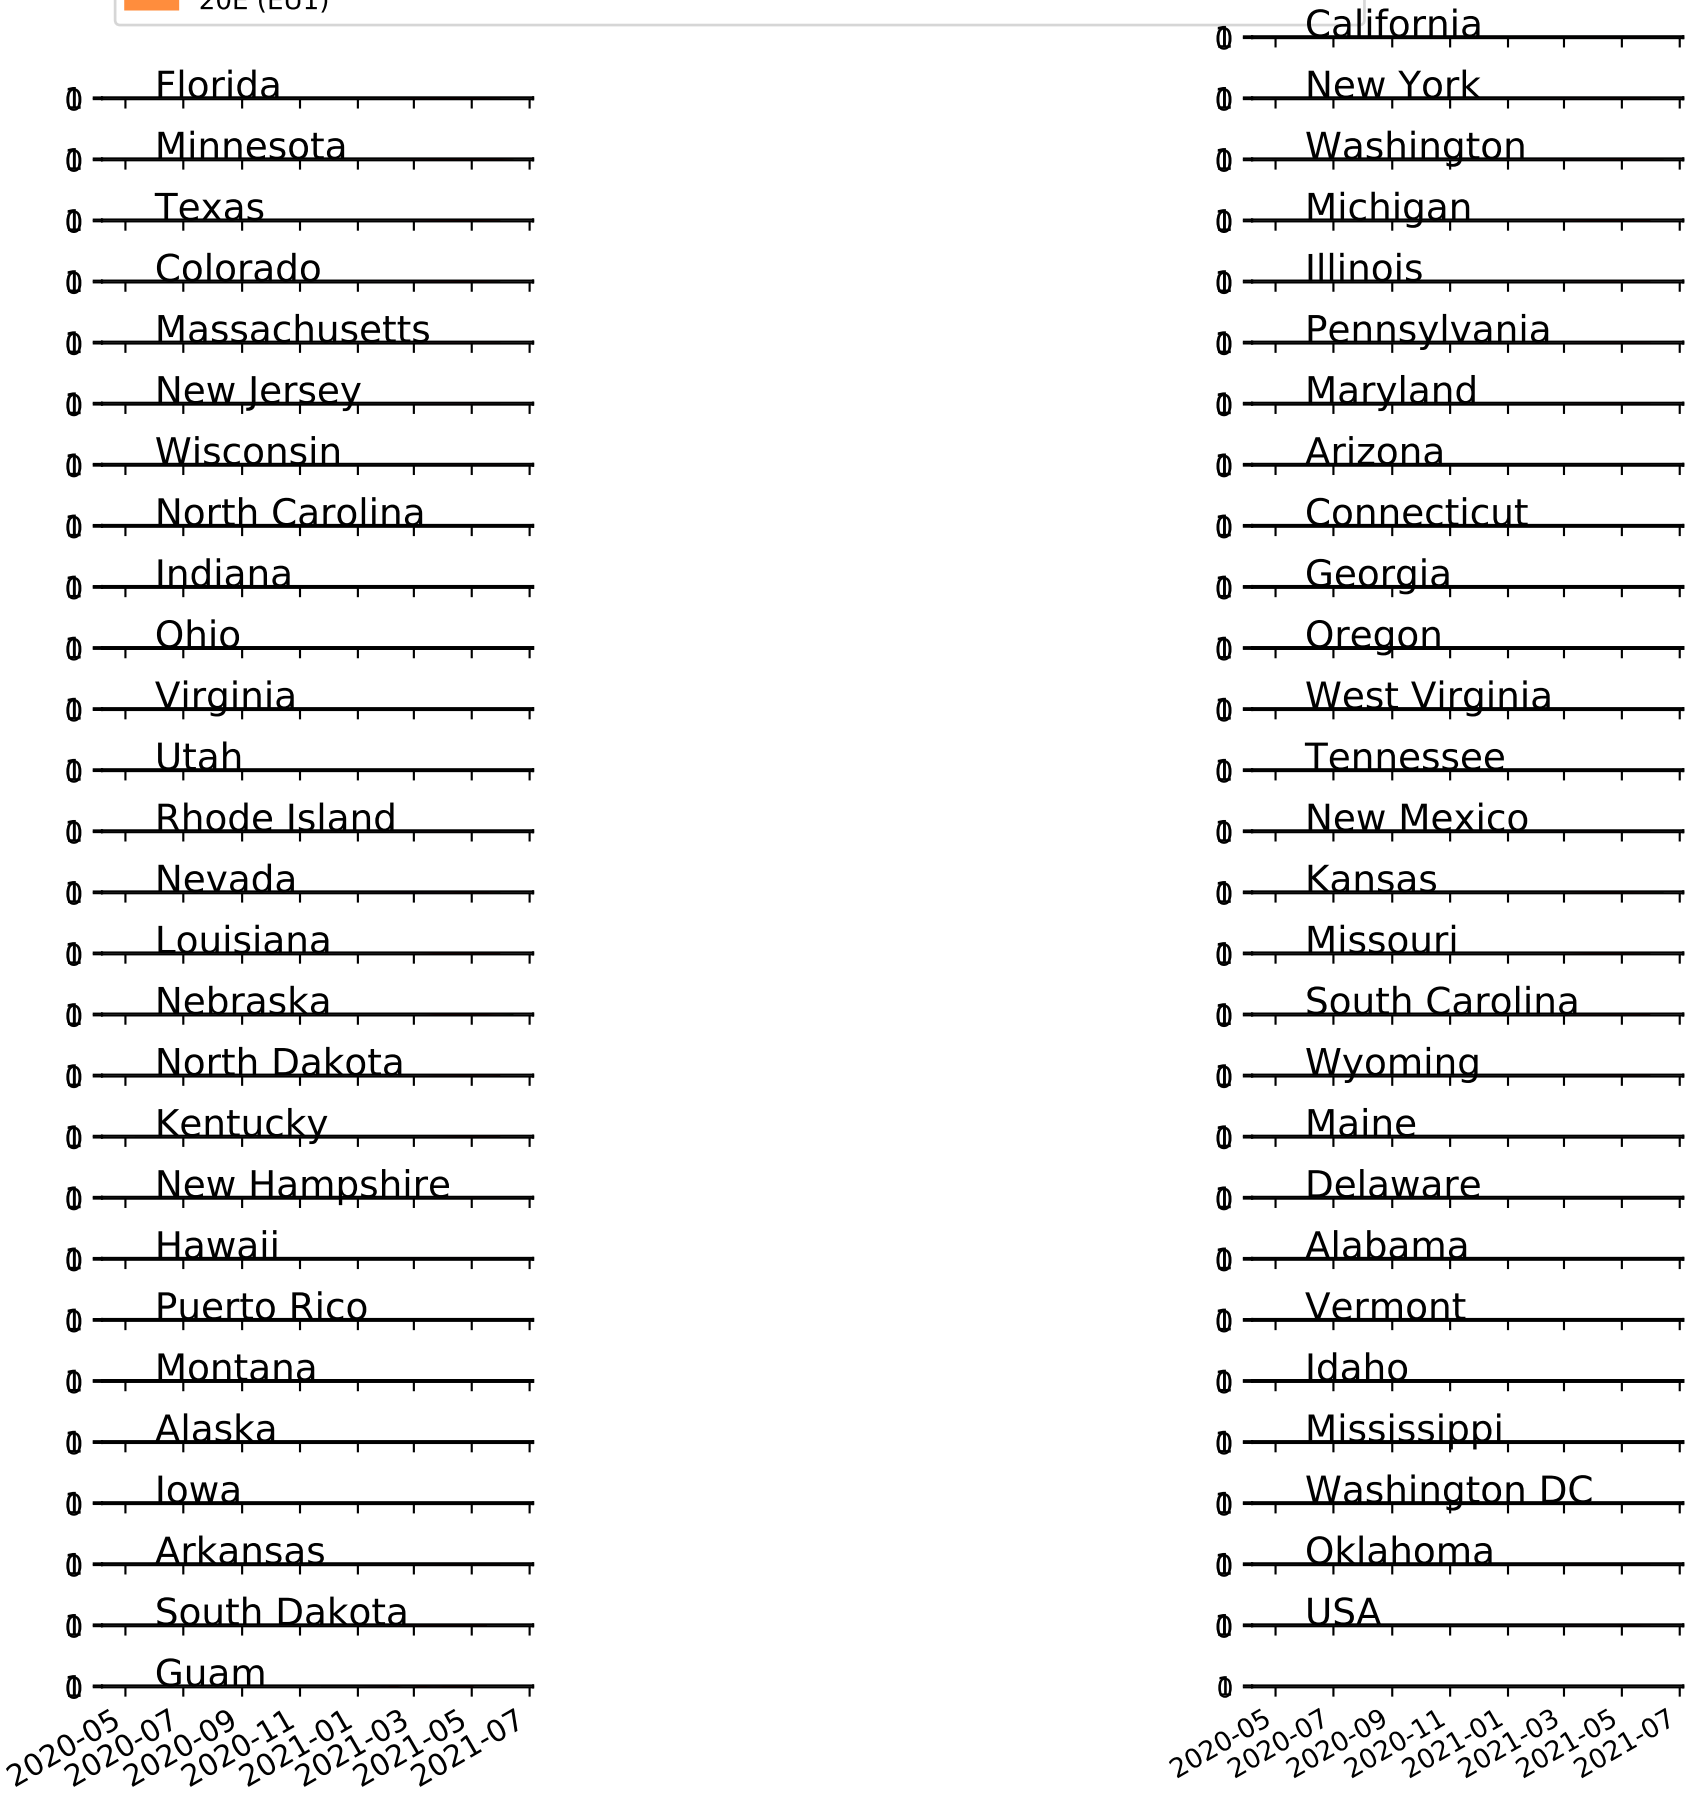 20E (EU1)
California
Florida
New York
Minnesota
Washington
Texas
Michigan
Colorado
Illinois
Massachusetts
Pennsylvania
New Jersey
Maryland
Wisconsin
Arizona
North Carolina
Connecticut
Indiana
Georgia
Ohio
Oregon
Virginia
West Virginia
Utah
Tennessee
Rhode Island
New Mexico
Nevada
Kansas
Louisiana
Missouri
Nebraska
South Carolina
North Dakota
Wyoming
Kentucky
Maine
New Hampshire
Delaware
Hawaii
Alabama
Puerto Rico
Vermont
Montana
Idaho
Alaska
Mississippi
Iowa
Washington DC
Arkansas
Oklahoma
South Dakota
USA
Guam
2020-05
2020-07
2020-09
2020-11
2021-01
2021-03
2021-05
2021-07
2020-05
2020-07
2020-09
2020-11
2021-01
2021-03
2021-05
2021-07